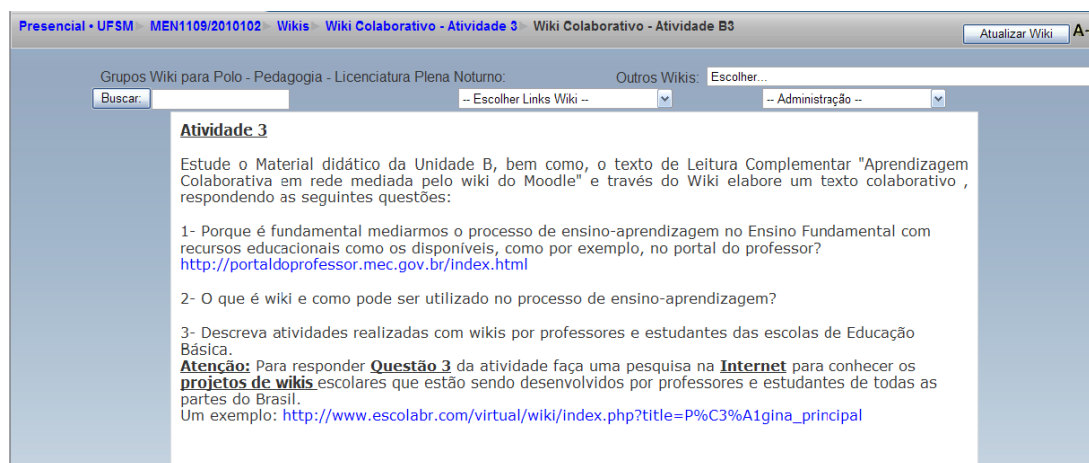 Presencial • UFSM ► MEN1109/2010102 ► Wikis ► Wiki Colaborativo - Atividade 3 ► Wiki Colaborativo - Atividade B3 Atualizar Wiki A-
Grupos Wiki para Polo - Pedagogia - Licenciatura Plena Noturno: Outros Wikis: Escolher...
Buscar: -- Escolher Links Wiki -- -- Administração --
Atividade 3
Estude o Material didático da Unidade B, bem como, o texto de Leitura Complementar "Aprendizagem
Colaborativa em rede mediada pelo wiki do Moodle" e través do Wiki elabore um texto colaborativo ,
respondendo as seguintes questões:
1- Porque é fundamental mediarmos o processo de ensino-aprendizagem no Ensino Fundamental com
recursos educacionais como os disponíveis, como por exemplo, no portal do professor?
http://portaldoprofessor.mec.gov.br/index.html
2- O que é wiki e como pode ser utilizado no processo de ensino-aprendizagem?
3- Descreva atividades realizadas com wikis por professores e estudantes das escolas de Educação
Básica.
Atenção: Para responder Questão 3 da atividade faça uma pesquisa na Internet para conhecer os
projetos de wikis escolares que estão sendo desenvolvidos por professores e estudantes de todas as
partes do Brasil.
Um exemplo: http://www.escolabr.com/virtual/wiki/index.php?title=P%C3%A1gina_principal